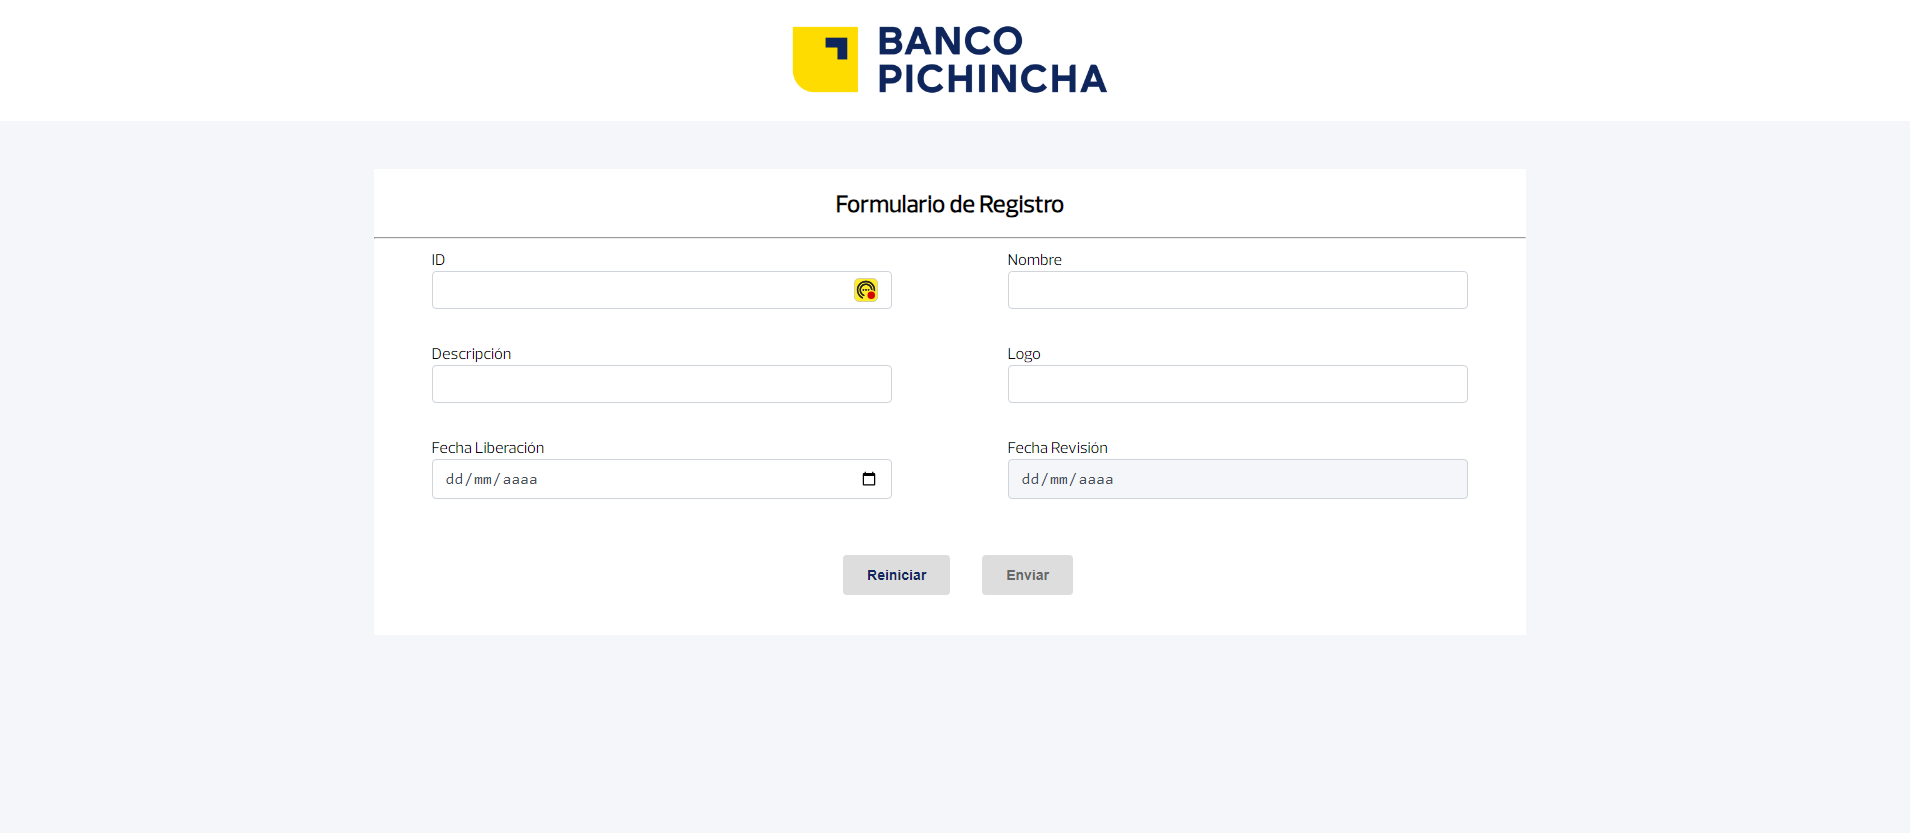 BANCO
PICHINCHA
Formulario de Registro
ID
Nombre
Descripción
Logo
Fecha Liberación
Fecha Revisión
dd/mm/aaaa
dd/mm/aaaa
Reiniciar
Enviar